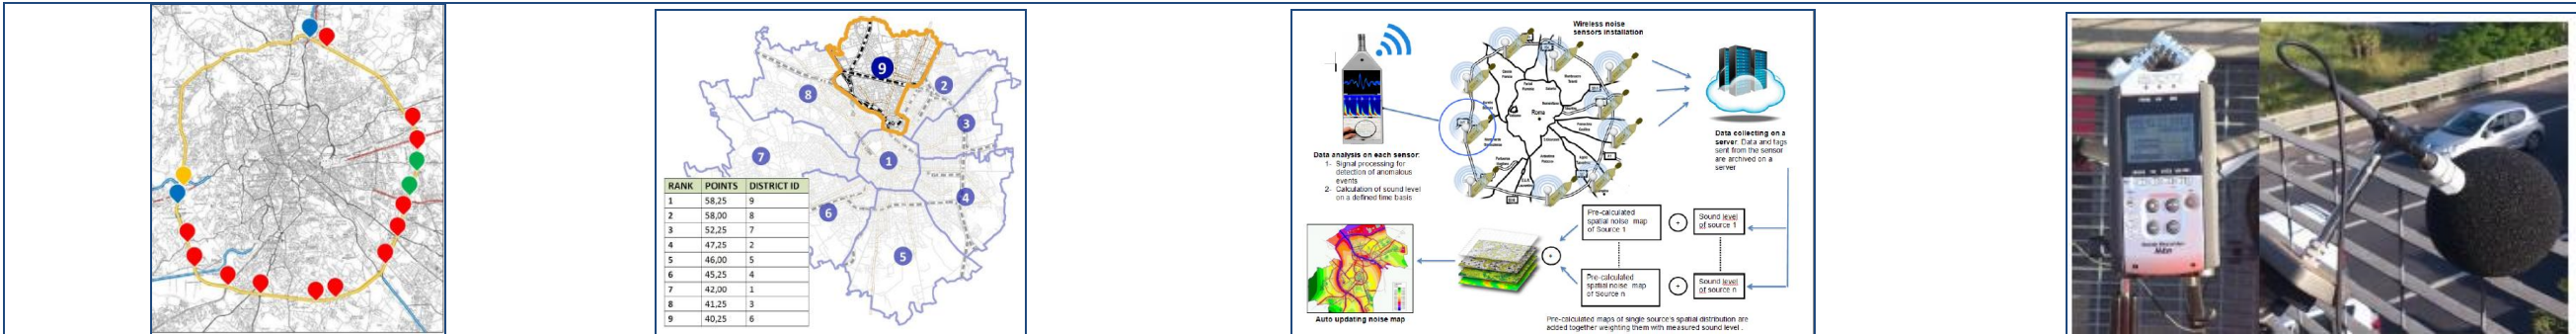 9
8
2
3
7
1
4
6
5
RANK POINTS DISTRICT ID
1 58,25 9
2 58,00 8
3 52,25 7
4 47,25 2
5 46,00 5
6 45,25 4
7 42,00 1
8 41,25 3
9 40,25 6
Wireless noise
sensors installation
Roma
Data analysis on each sensor:
1- Signal processing for
detection of anomalous
events
2- Calculation of sound level
on a defined time basis
Data collecting on a
server. Data and tags
sent from the sensor
are archived on a
server
Pre-calculated
spatial noise map
of Source 1
Sound level
of source 1
Pre-calculated
spatial noise map
of Source n
Sound level
of source n
Auto updating noise map
Pre-calculated maps of single source's spatial distribution are
added together weighting them with measured sound level .